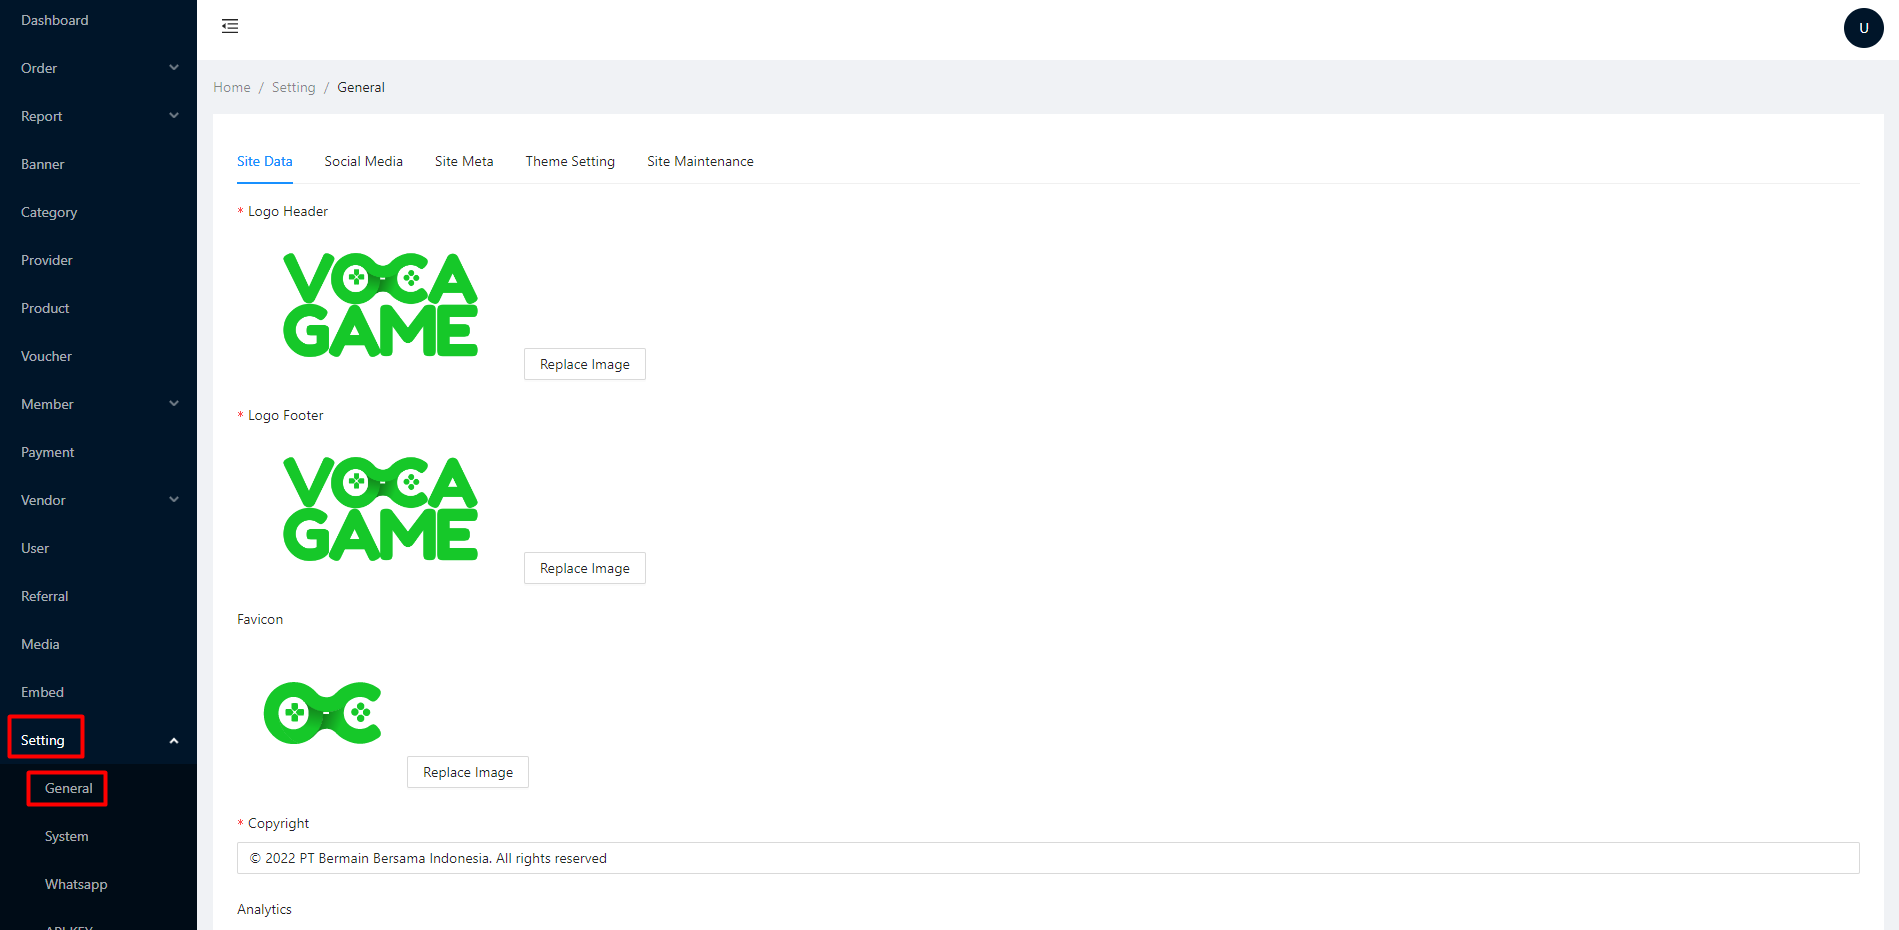 Dashboard
Order
Report
Banner
Category
Provider
Product
Voucher
Member
Payment
Vendor
User
Referral
Media
Embed
Setting
General
System
Whatsapp
API KEY
U
Home / Setting / General
Site Data Social Media Site Meta Theme Setting Site Maintenance
* Logo Header
VOCA
GAME
Replace Image
* Logo Footer
VOCA
GAME
Replace Image
Favicon
OC
Replace Image
* Copyright
© 2022 PT Bermain Bersama Indonesia. All rights reserved
Analytics